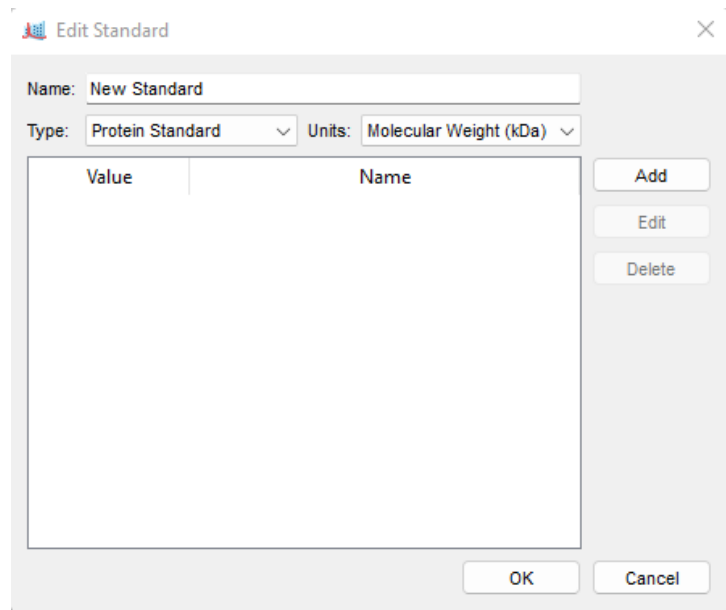 Edit Standard
Name: New Standard
Type: Protein Standard Units: Molecular Weight (kDa)
Value Name
Add
Edit
Delete
OK Cancel